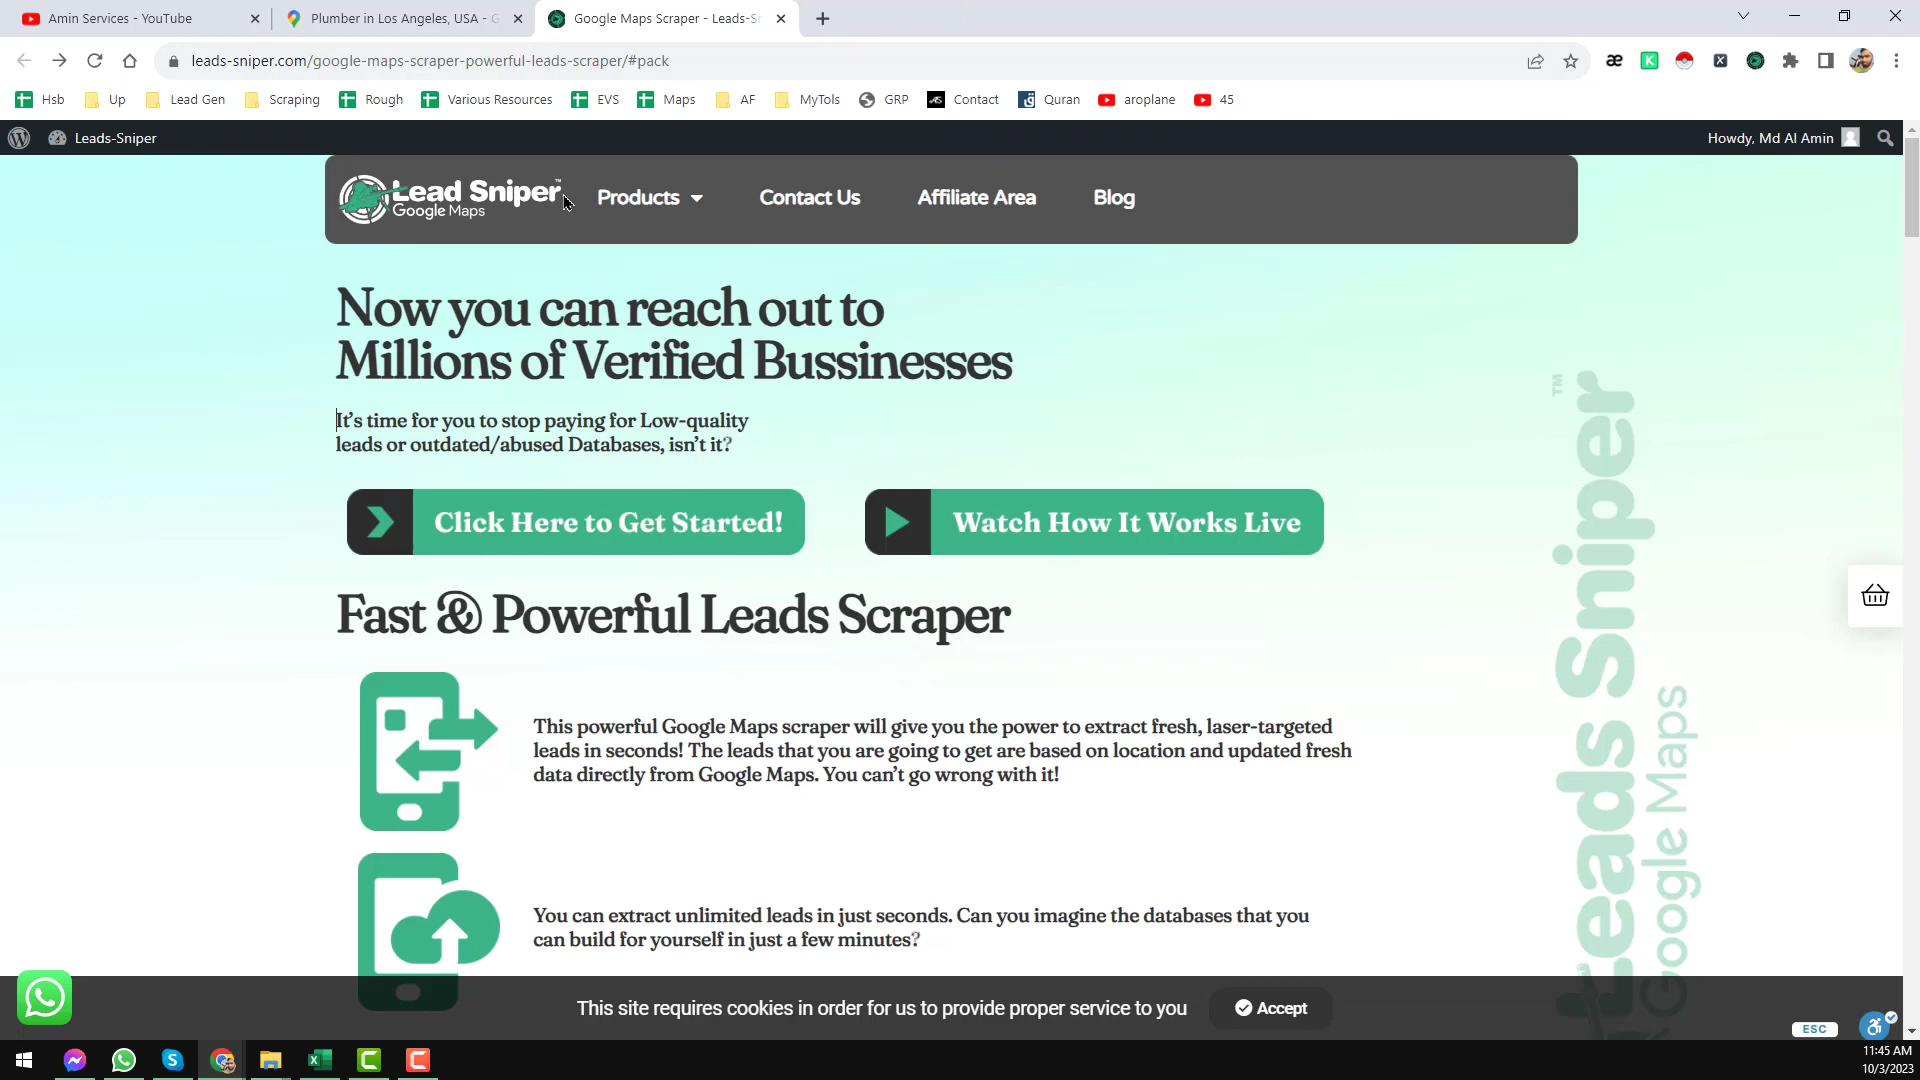 Amin Services - YouTube
Plumber in Los Angeles, USA - G
Google Maps Scraper - Leads-Sn
leads-sniper.com/google-maps-scraper-powerful-leads-scraper/#pack
Hsb
Up
Lead Gen
Scraping
Rough
Various Resources
EVS
Maps
AF
MyTols
GRP
Contact
Quran
aroplane
45
Leads-Sniper
Howdy, Md Al Amin
Lead Sniper™
Google Maps
Products
Contact Us
Affiliate Area
Blog
Now you can reach out to
Millions of Verified Bussinesses
It's time for you to stop paying for Low-quality
leads or outdated/abused Databases, isn't it?
Click Here to Get Started!
Watch How It Works Live
Fast & Powerful Leads Scraper
This powerful Google Maps scraper will give you the power to extract fresh, laser-targeted
leads in seconds! The leads that you are going to get are based on location and updated fresh
data directly from Google Maps. You can't go wrong with it!
You can extract unlimited leads in just seconds. Can you imagine the databases that you
can build for yourself in just a few minutes?
Leads Sniper™
Google Maps
This site requires cookies in order for us to provide proper service to you
Accept
ESC
11:45 AM
10/3/2023